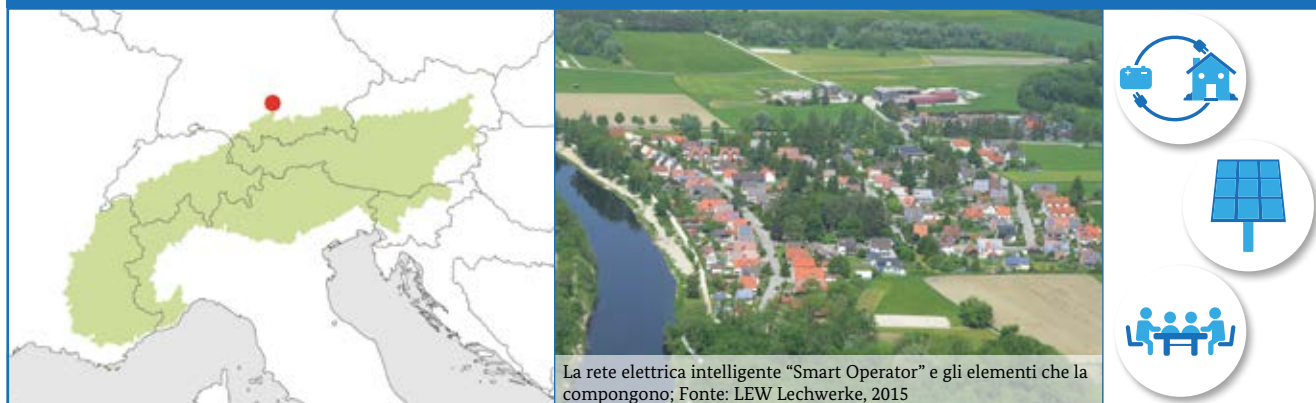 La rete elettrica intelligente “Smart Operator” e gli elementi che la
compongono; Fonte: LEW Lechwerke, 2015